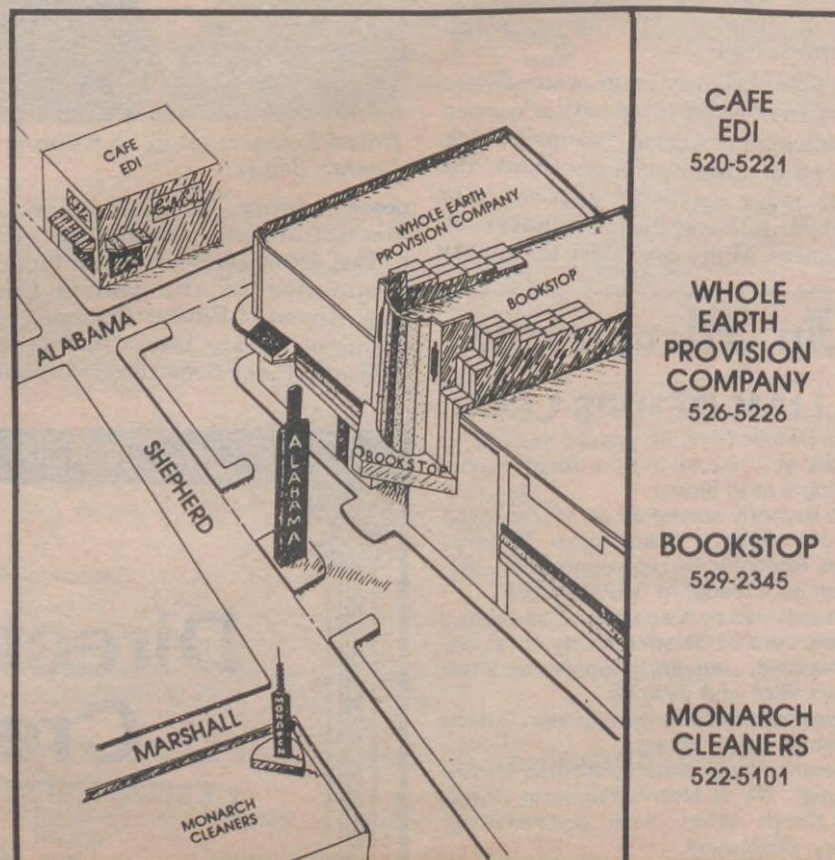 CAFE
EDI
ALABAMA
SHEPHERD
MARSHALL
WHOLE EARTH
PROVISION
COMPANY
BOOKSTOP
BOOKSTOP
ALABAMA
MONARCH
MONARCH
CLEANERS
CAFE
EDI
520-5221
WHOLE
EARTH
PROVISION
COMPANY
526-5226
BOOKSTOP
529-2345
MONARCH
CLEANERS
522-5101